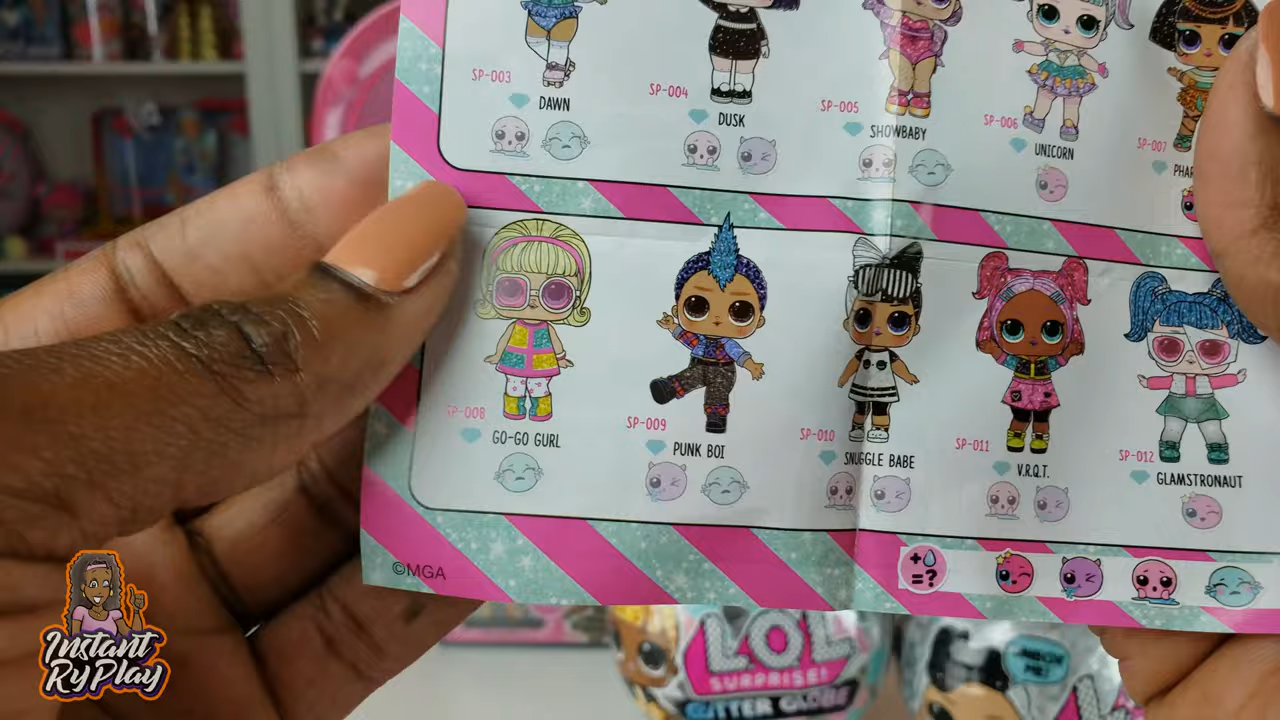 SP-003
DAWN
SP-004
DUSK
SP-005
SHOWBABY
SP-006
UNICORN
SP-007
SP-008
GO-GO GURL
SP-009
PUNK BOI
SP-010
SNUGGLE BABE
SP-011
V.R.Q.T.
SP-012
GLAMSTRONAUT
+
=?
©MGA
LOL
SURPRISE!
GLITTER GLOBE
Instant
RyPlay